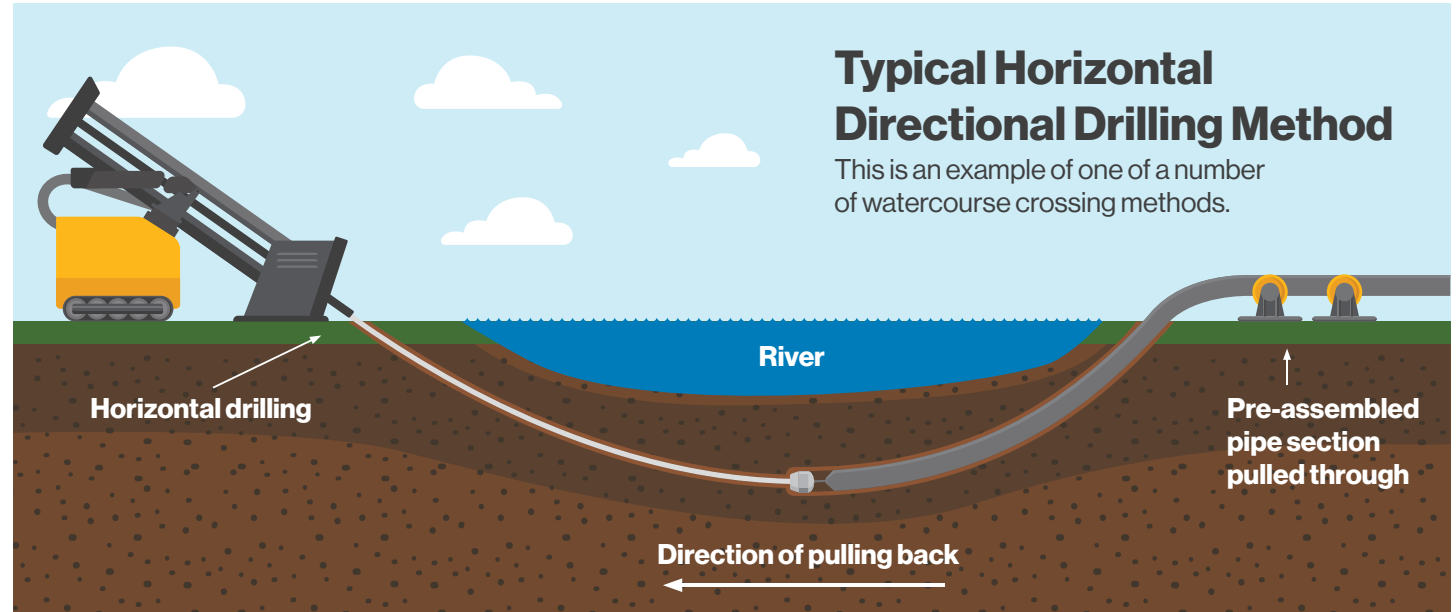 Typical Horizontal
Directional Drilling Method
This is an example of one of a number
of watercourse crossing methods.
River
Horizontal drilling
Pre-assembled
pipe section
pulled through
Direction of pulling back